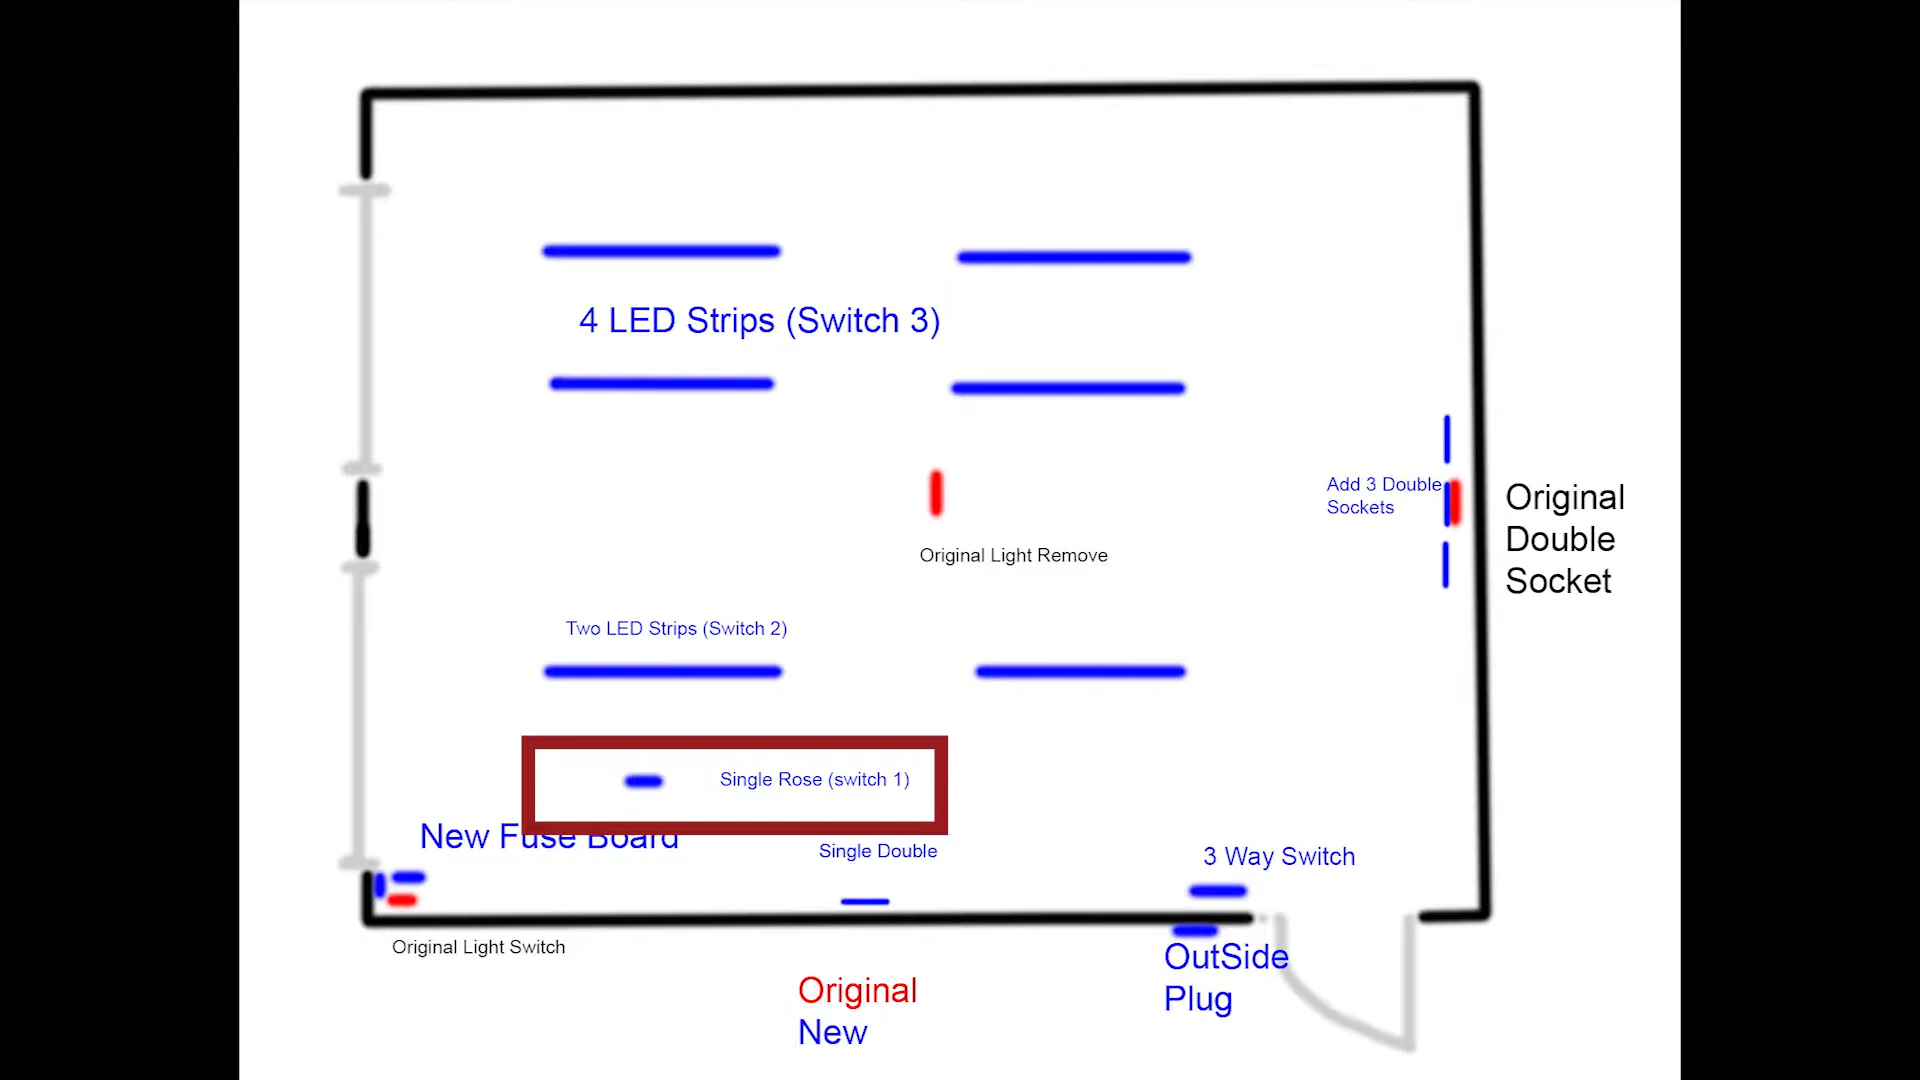 4 LED Strips (Switch 3)
Add 3 Double
Sockets
Original
Double
Socket
Original Light Remove
Two LED Strips (Switch 2)
Single Rose (switch 1)
New Fuse Board
Single Double
3 Way Switch
Original Light Switch
OutSide
Plug
Original
New